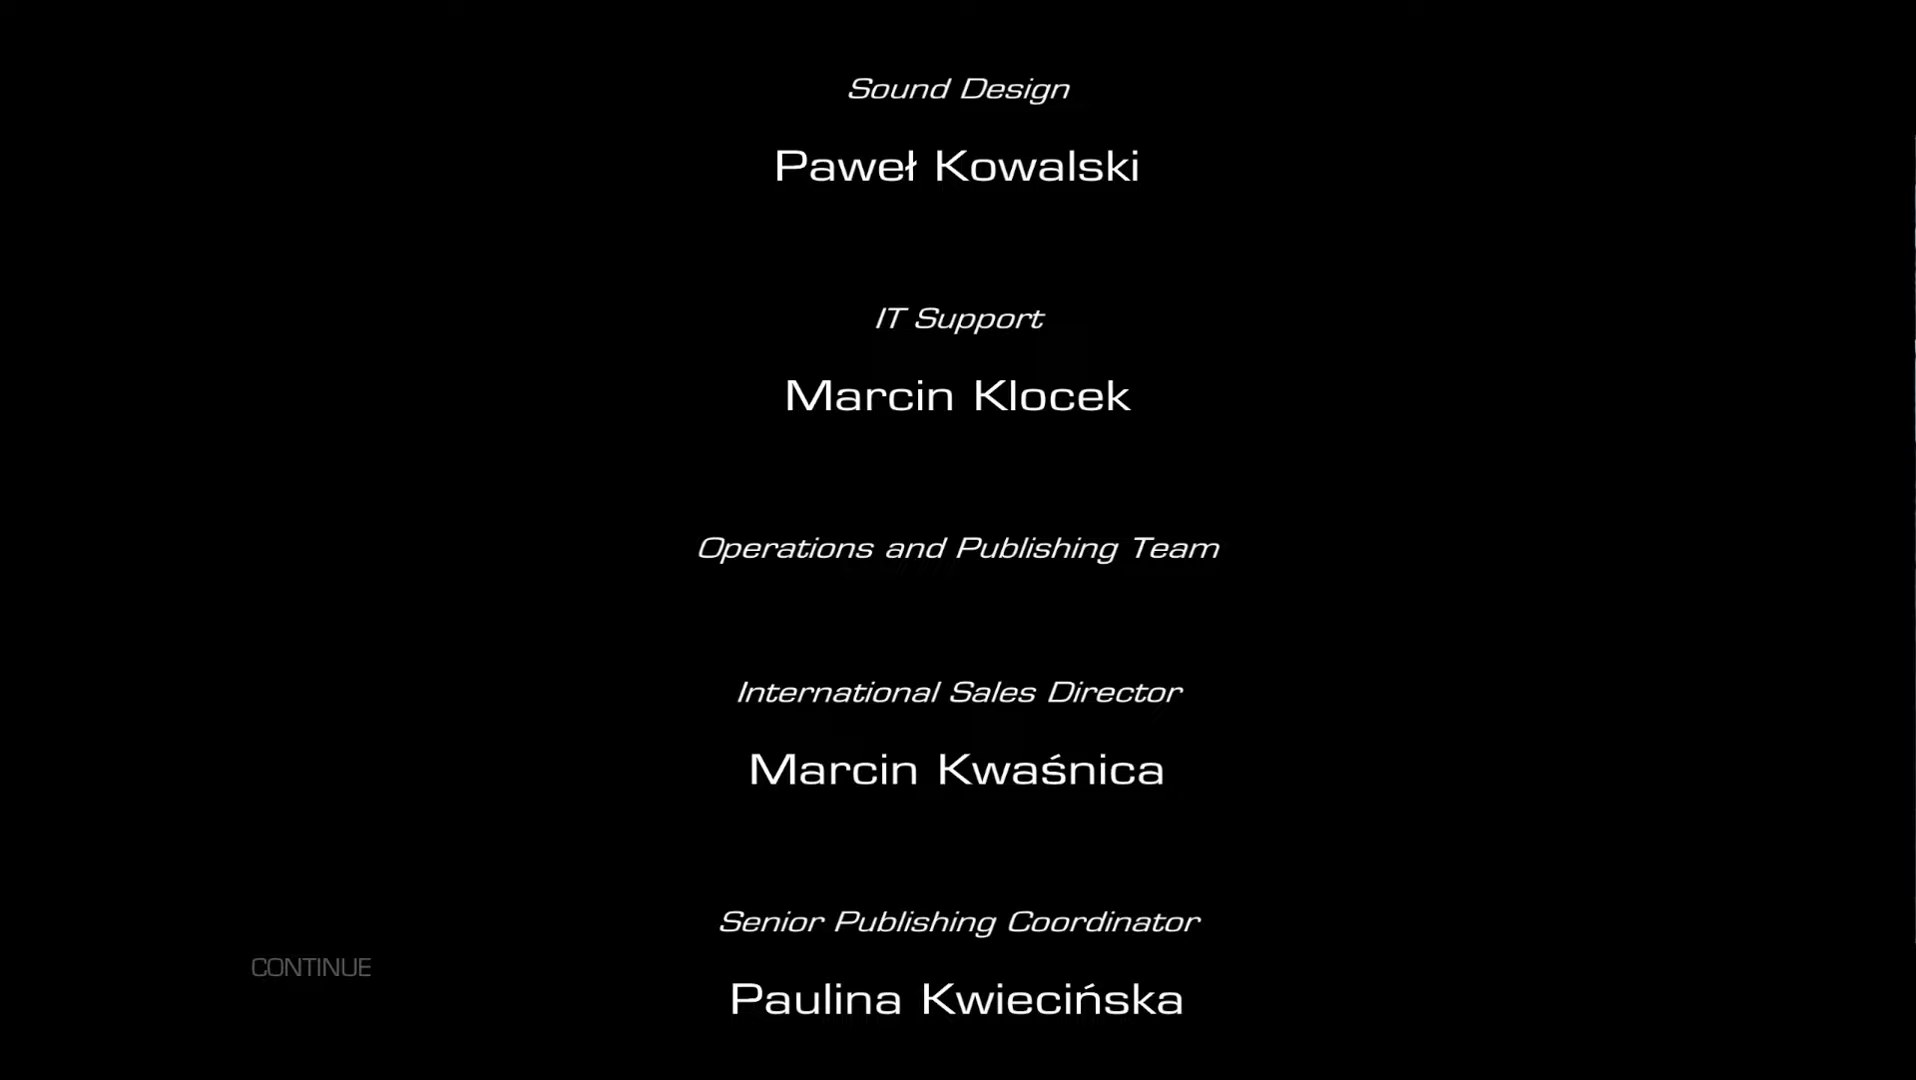 Sound Design
Paweł Kowalski
IT Support
Marcin Klocek
Operations and Publishing Team
International Sales Director
Marcin Kwaśnica
Senior Publishing Coordinator
CONTINUE
Paulina Kwiecińska